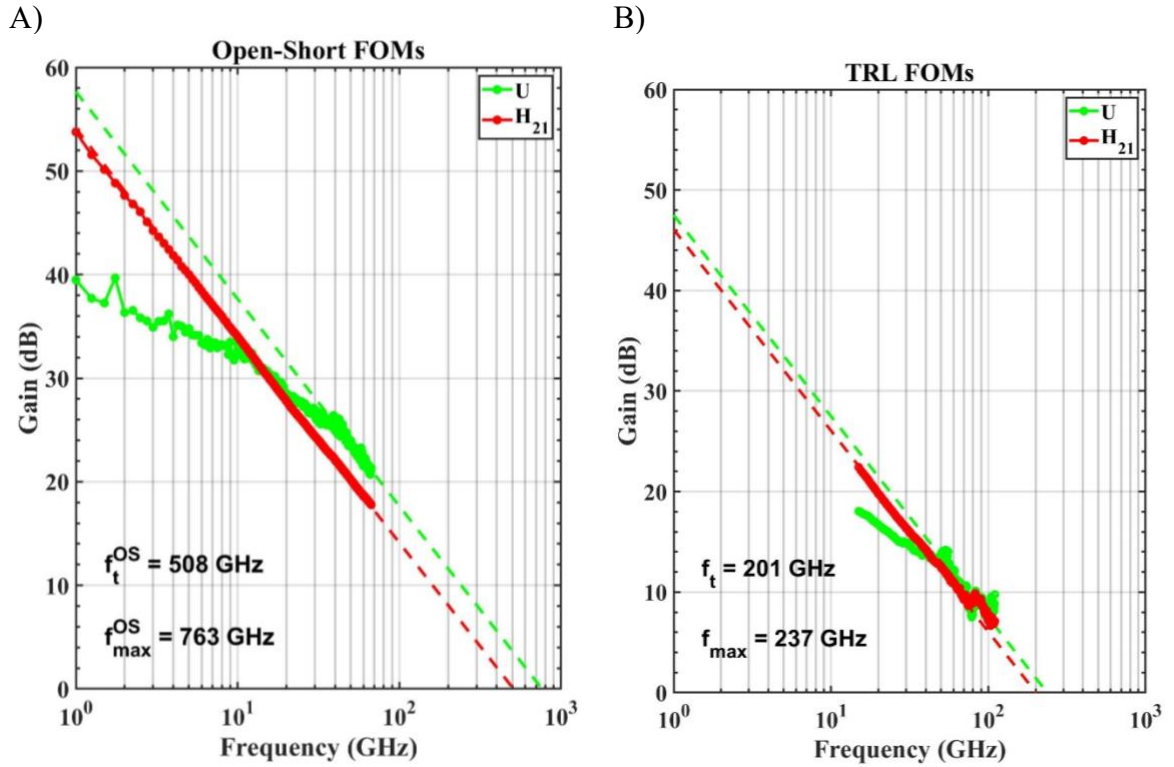 A)
Open-Short FOMs
U
H21
Gain (dB)
60
50
40
30
20
10
0
f_t^OS = 508 GHz
f_max^OS = 763 GHz
10^0
10^1
10^2
10^3
Frequency (GHz)
B)
TRL FOMs
U
H21
Gain (dB)
60
50
40
30
20
10
0
f_t = 201 GHz
f_max = 237 GHz
10^0
10^1
10^2
10^3
Frequency (GHz)